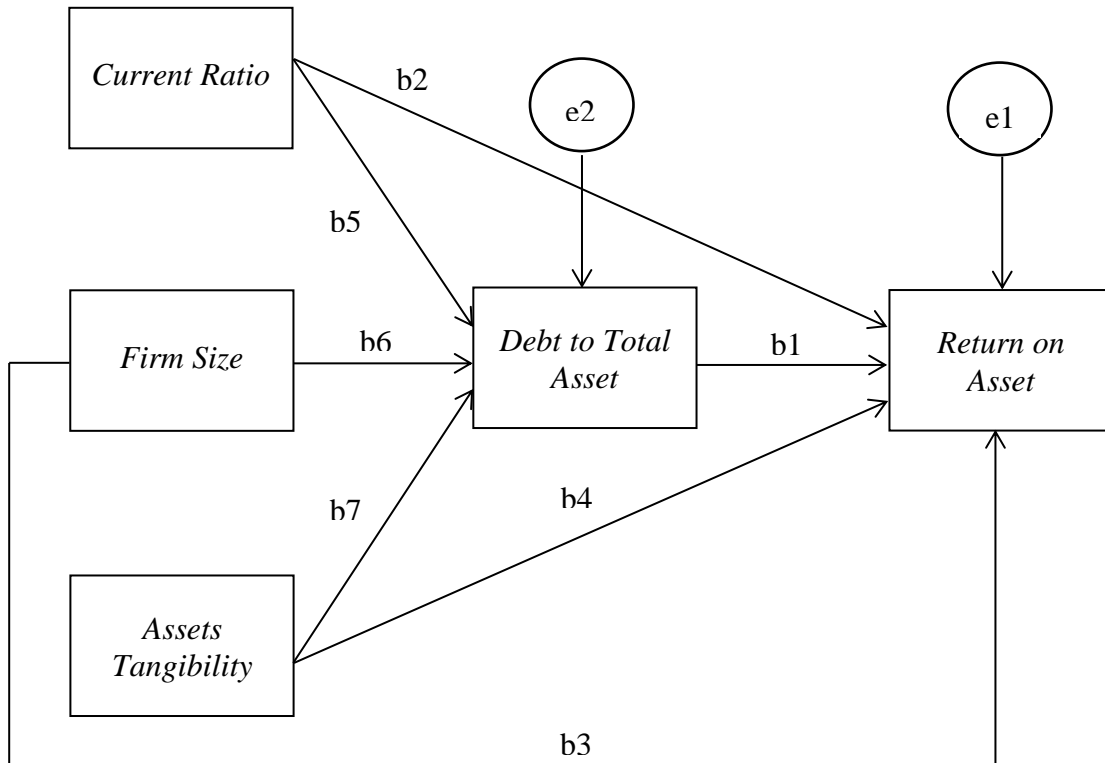 Current Ratio
b2
e2
e1
b5
Firm Size
b6
Debt to Total
Asset
b1
Return on
Asset
b7
b4
Assets
Tangibility
b3